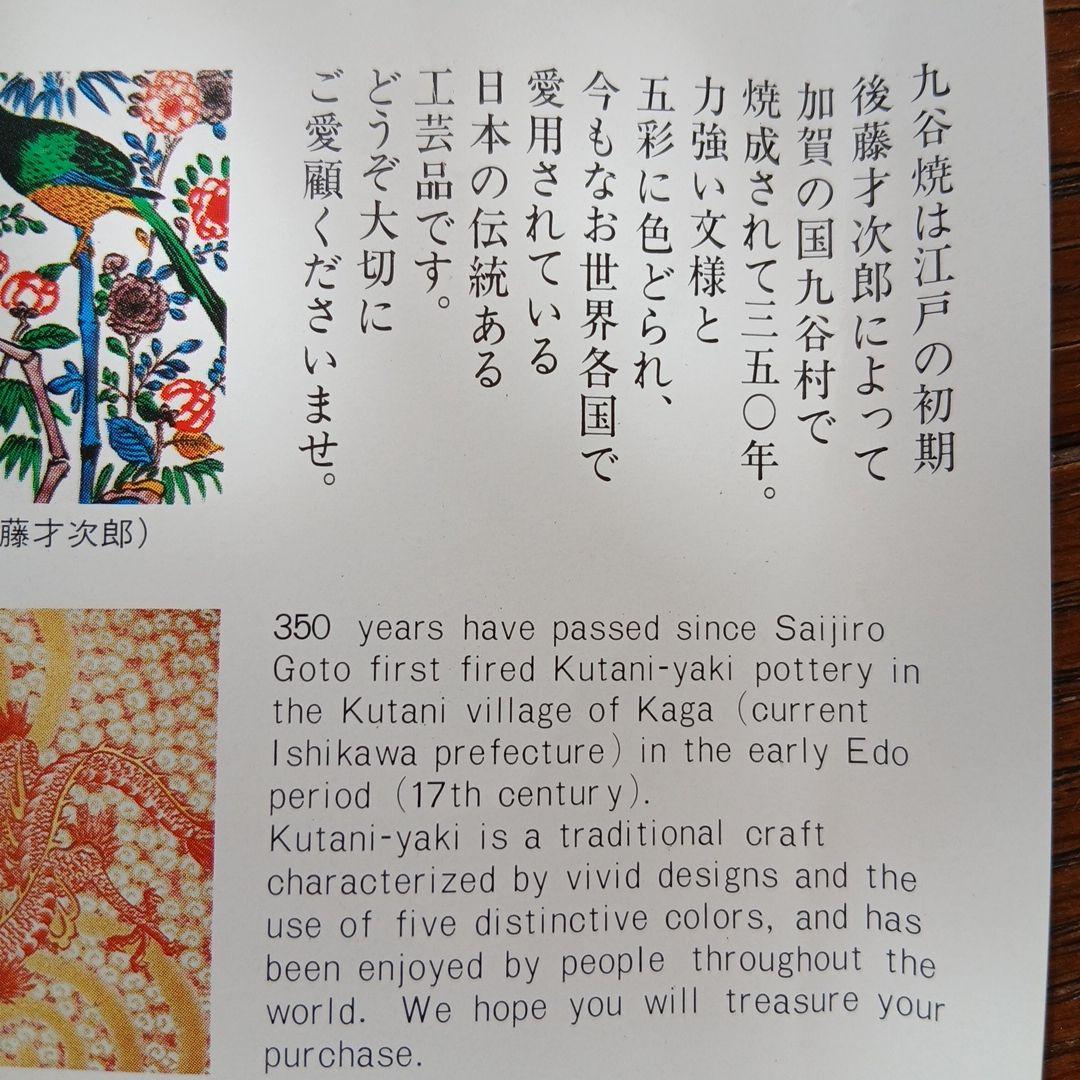 九谷焼は江戸の初期
後藤才次郎によって
加賀の国九谷村で
焼成されて三五〇年。
力強い文様と
五彩に色どられ、
今もなお世界各国で
愛用されている
日本の伝統ある
工芸品です。
どうぞ大切に
ご愛顧くださいませ。
藤才次郎）
350 years have passed since Saijiro
Goto first fired Kutani-yaki pottery in
the Kutani village of Kaga (current
Ishikawa prefecture) in the early Edo
period (17th century).
Kutani-yaki is a traditional craft
characterized by vivid designs and the
use of five distinctive colors, and has
been enjoyed by people throughout the
world. We hope you will treasure your
purchase.